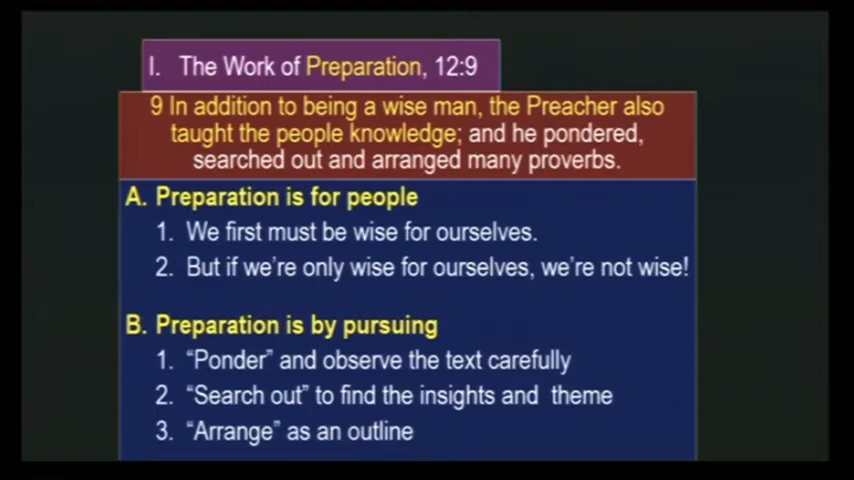 I. The Work of Preparation, 12:9
9 In addition to being a wise man, the Preacher also
taught the people knowledge; and he pondered,
searched out and arranged many proverbs.
A. Preparation is for people
1. We first must be wise for ourselves.
2. But if we're only wise for ourselves, we're not wise!
B. Preparation is by pursuing
1. “Ponder” and observe the text carefully
2. “Search out” to find the insights and theme
3. “Arrange” as an outline